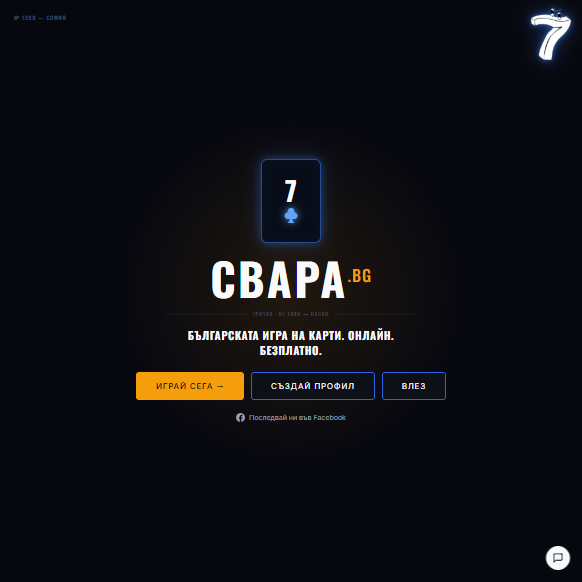 № 1990 — СОФИЯ
7
7
СВАРА.BG
БЪЛГАРСКАТА ИГРА НА КАРТИ. ОНЛАЙН.
БЕЗПЛАТНО.
ИГРАЙ СЕГА →
СЪЗДАЙ ПРОФИЛ
ВЛЕЗ
Последвай ни във Facebook